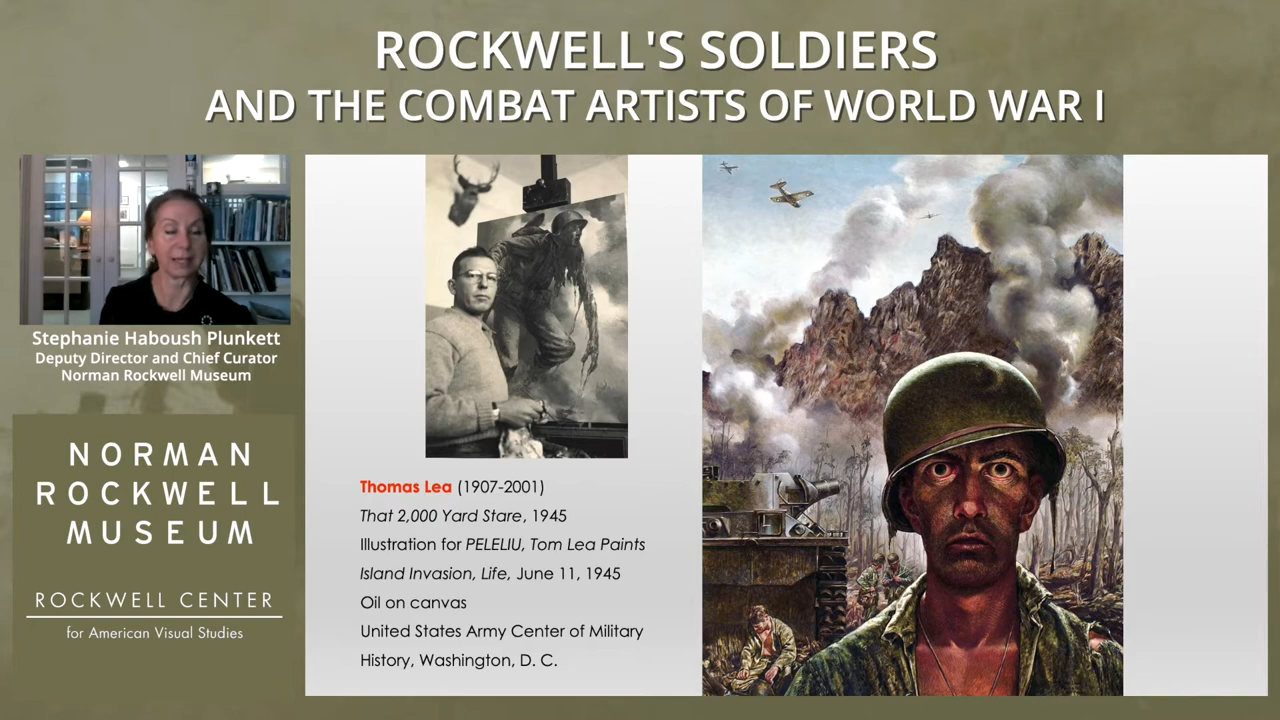 ROCKWELL'S SOLDIERS
AND THE COMBAT ARTISTS OF WORLD WAR I
Stephanie Haboush Plunkett
Deputy Director and Chief Curator
Norman Rockwell Museum
NORMAN
ROCKWELL
MUSEUM
ROCKWELL CENTER
for American Visual Studies
Thomas Lea (1907-2001)
That 2,000 Yard Stare, 1945
Illustration for PELELIU, Tom Lea Paints
Island Invasion, Life, June 11, 1945
Oil on canvas
United States Army Center of Military
History, Washington, D. C.